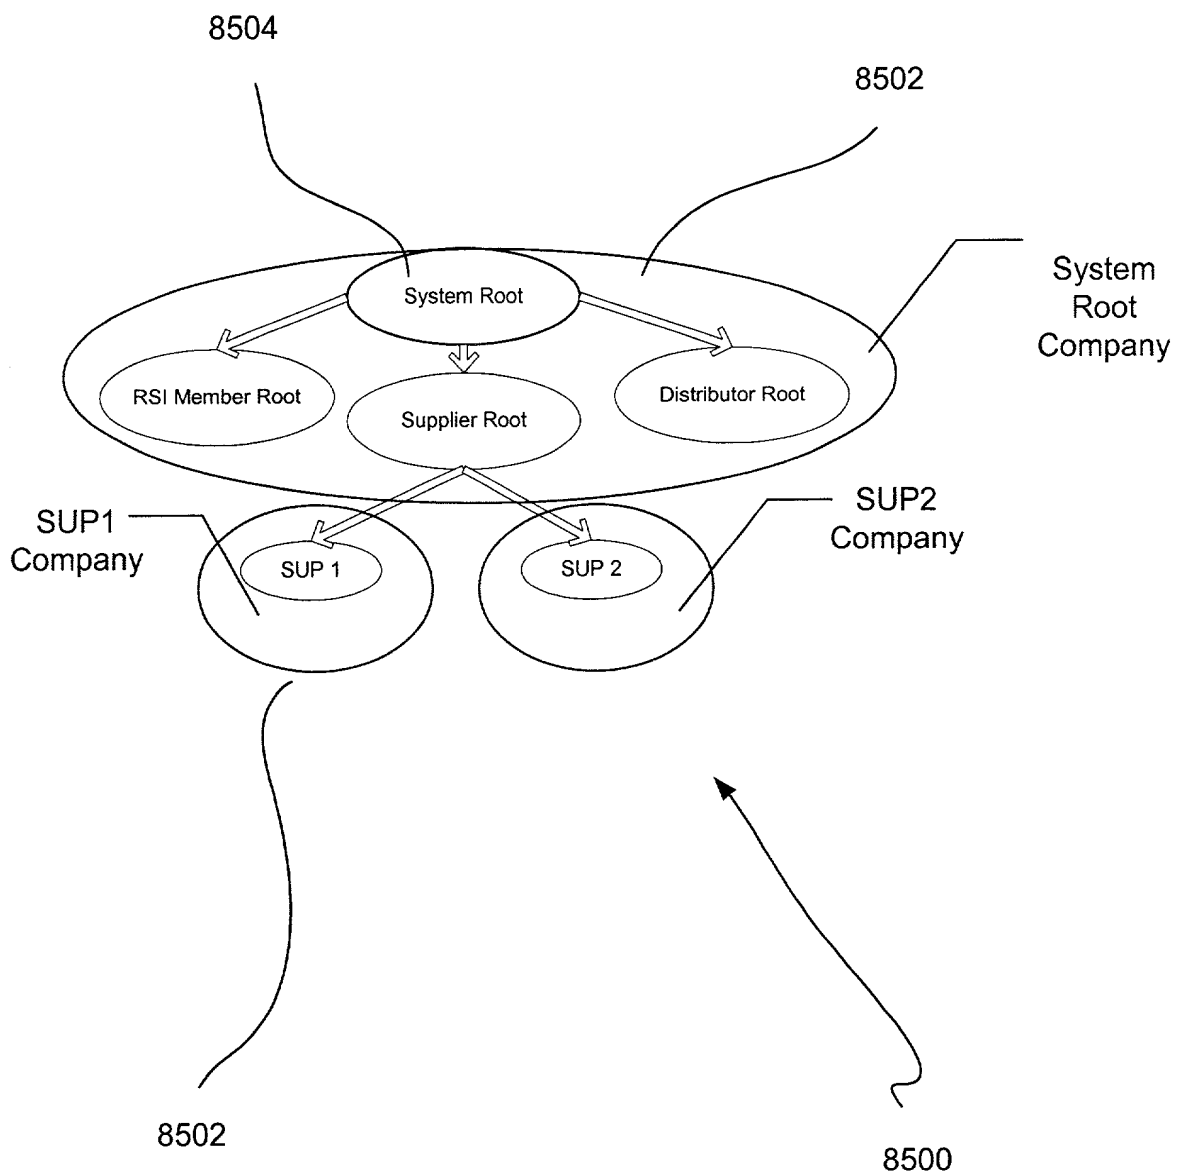 8504
8502
System Root
System
Root
Company
RSI Member Root
Supplier Root
Distributor Root
SUP1
Company
SUP2
Company
SUP 1
SUP 2
8502
8500